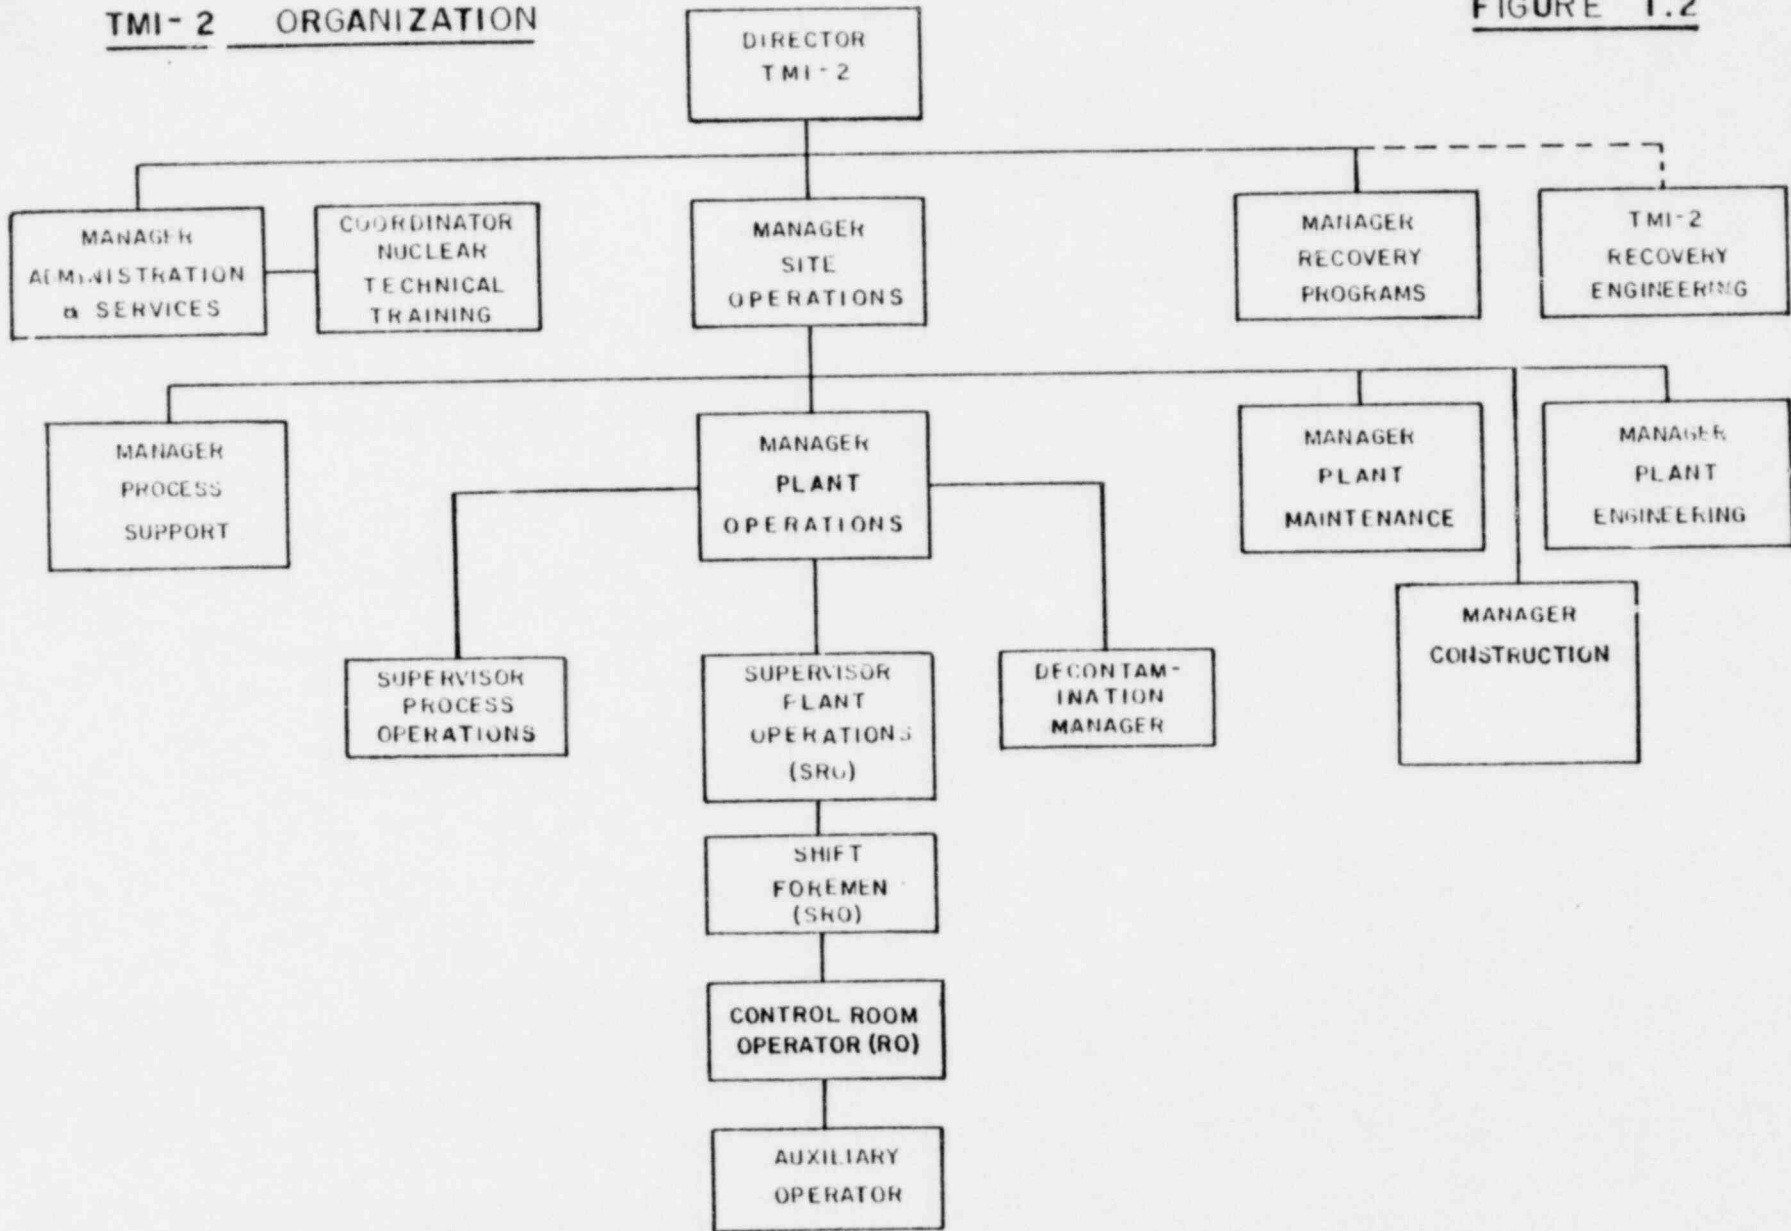 TMI-2 ORGANIZATION
FIGURE 1.2
DIRECTOR
TMI-2
MANAGER
ADMINISTRATION
& SERVICES
COORDINATOR
NUCLEAR
TECHNICAL
TRAINING
MANAGER
SITE
OPERATIONS
MANAGER
RECOVERY
PROGRAMS
TMI-2
RECOVERY
ENGINEERING
MANAGER
PROCESS
SUPPORT
MANAGER
PLANT
OPERATIONS
MANAGER
PLANT
MAINTENANCE
MANAGER
PLANT
ENGINEERING
MANAGER
CONSTRUCTION
SUPERVISOR
PROCESS
OPERATIONS
SUPERVISOR
PLANT
OPERATIONS
(SRO)
DECONTAM-
INATION
MANAGER
SHIFT
FOREMEN
(SRO)
CONTROL ROOM
OPERATOR (RO)
AUXILIARY
OPERATOR